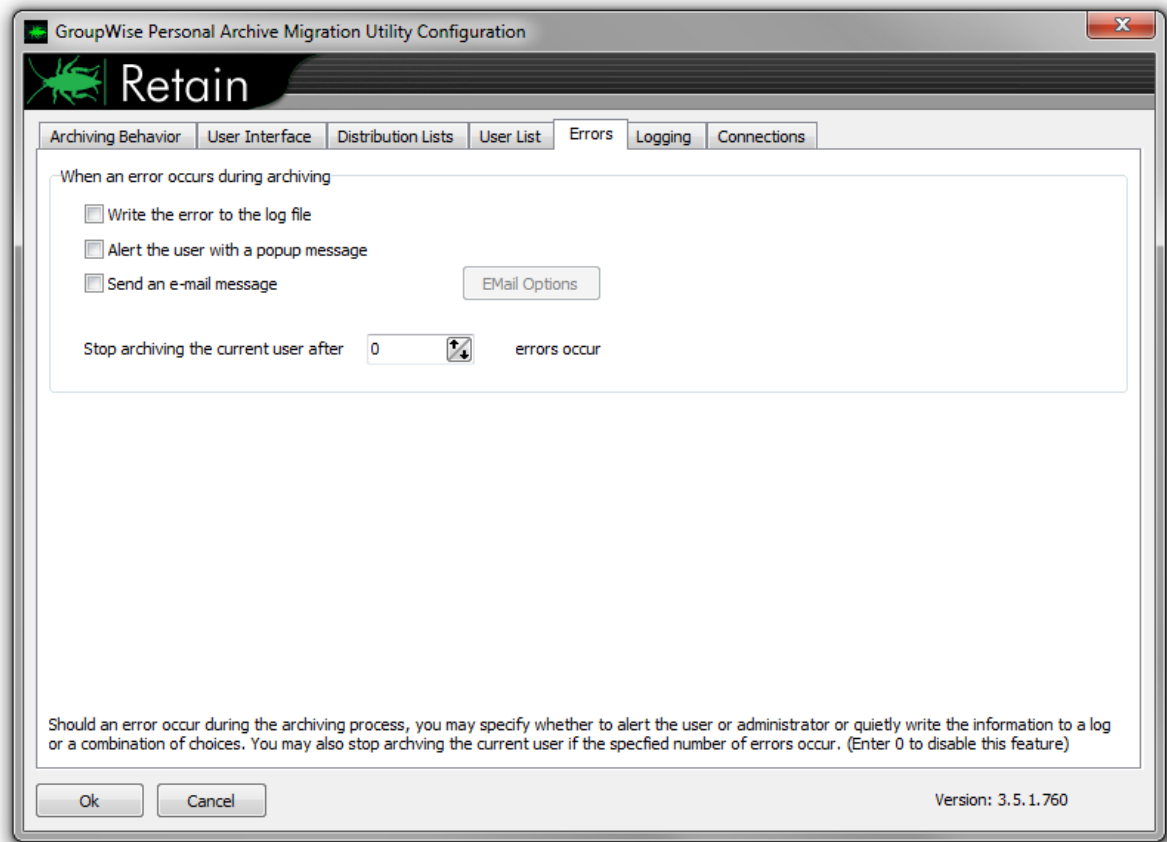 GroupWise Personal Archive Migration Utility Configuration
Retain
Archiving Behavior User Interface Distribution Lists User List Errors Logging Connections
When an error occurs during archiving
Write the error to the log file
Alert the user with a popup message
Send an e-mail message EMail Options
Stop archiving the current user after 0 errors occur
Should an error occur during the archiving process, you may specify whether to alert the user or administrator or quietly write the information to a log
or a combination of choices. You may also stop archving the current user if the specfied number of errors occur. (Enter 0 to disable this feature)
Ok Cancel Version: 3.5.1.760